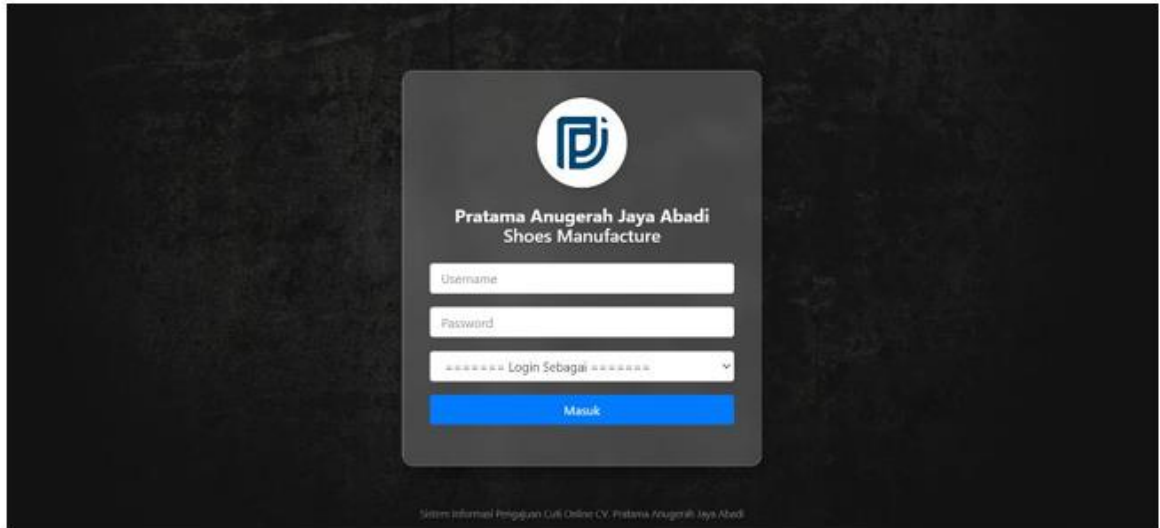 Pratama Anugerah Jaya Abadi
Shoes Manufacture
Username
Password
======= Login Sebagai =======
Masuk
Sistem Informasi Pengajuan Cuti Online CV. Pratama Anugerah Jaya Abadi